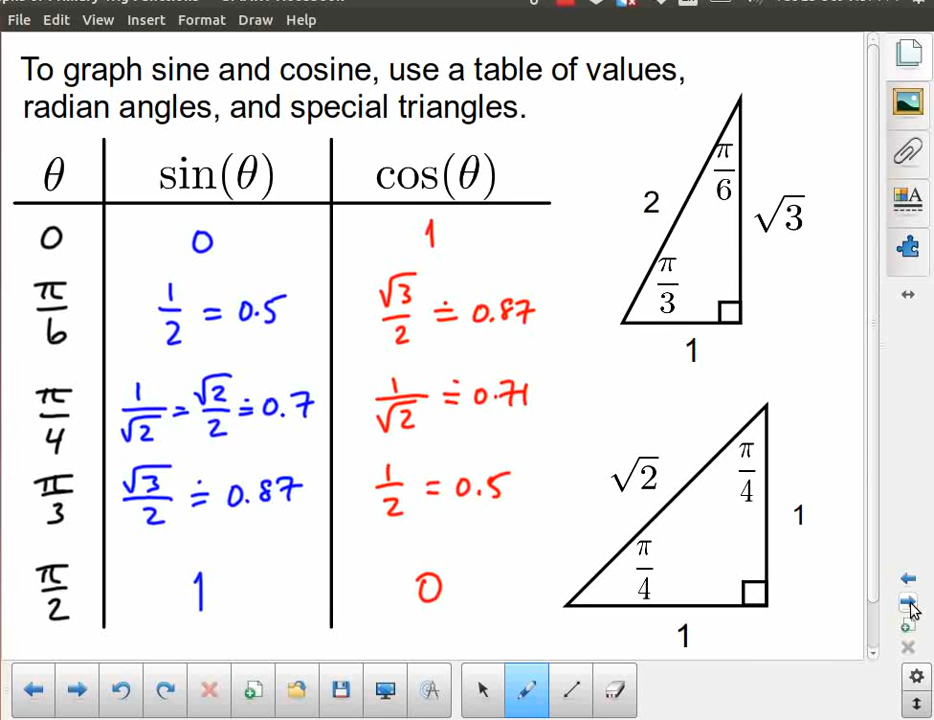 File Edit View Insert Format Draw Help
To graph sine and cosine, use a table of values,
radian angles, and special triangles.
θ sin(θ) cos(θ)
0 0 1
π/6 1/2 = 0.5 √3/2 ≐ 0.87
π/4 1/√2 = √2/2 ≐ 0.7 1/√2 ≐ 0.71
π/3 √3/2 ≐ 0.87 1/2 = 0.5
π/2 1 0
π/6
2
√3
π/3
1
π/4
√2
1
π/4
1